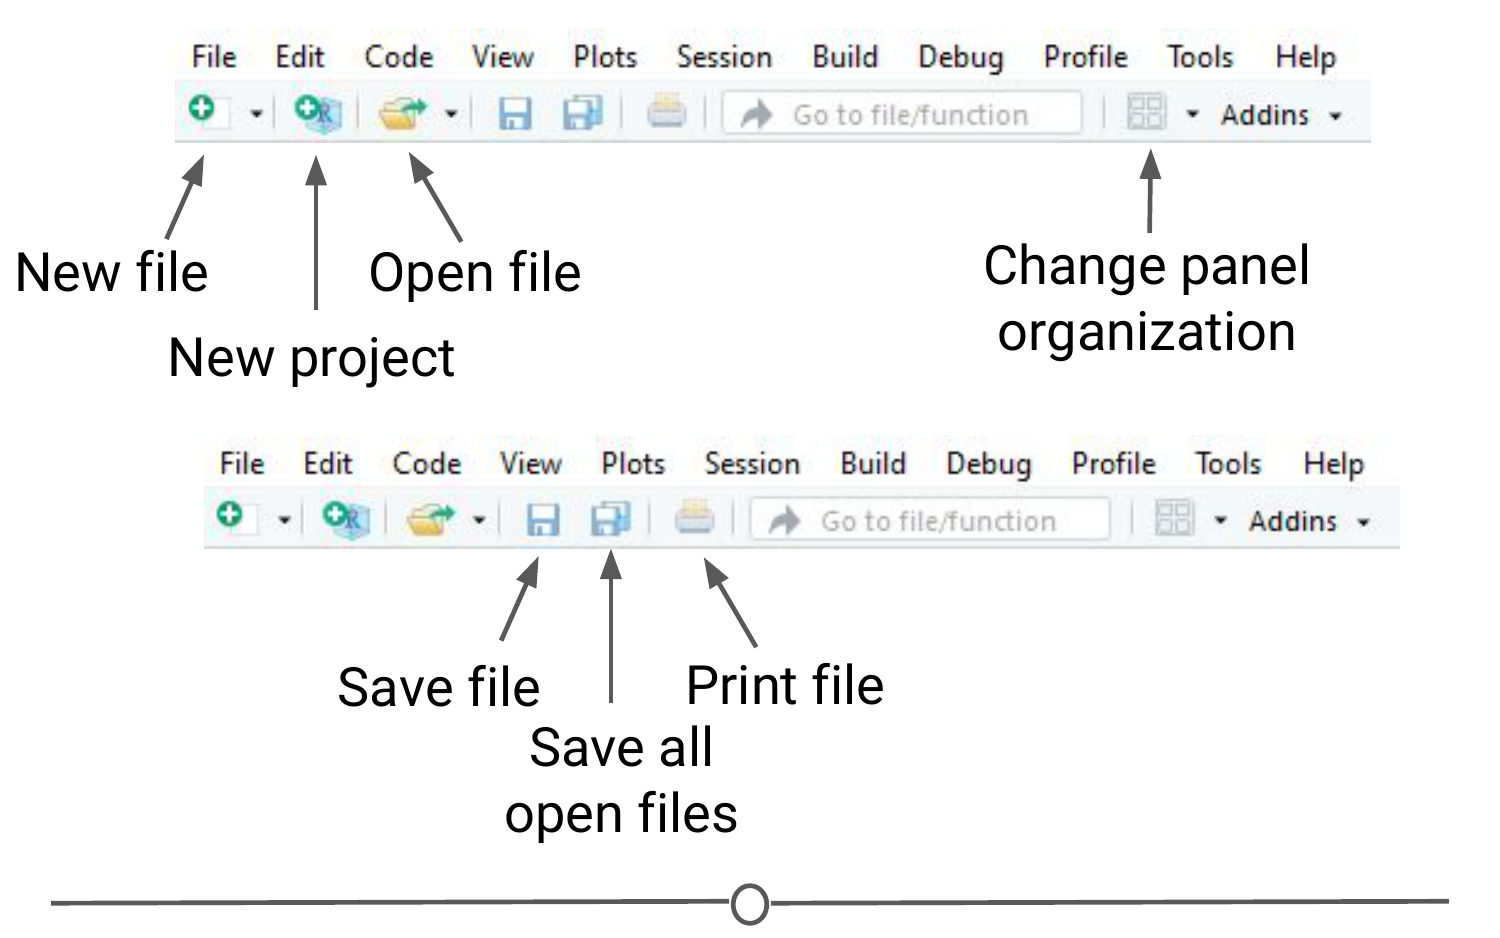 File Edit Code View Plots Session Build Debug Profile Tools Help
R Go to file/function Addins
New file
Open file
New project
Change panel
organization
File Edit Code View Plots Session Build Debug Profile Tools Help
R Go to file/function Addins
Save file
Print file
Save all
open files